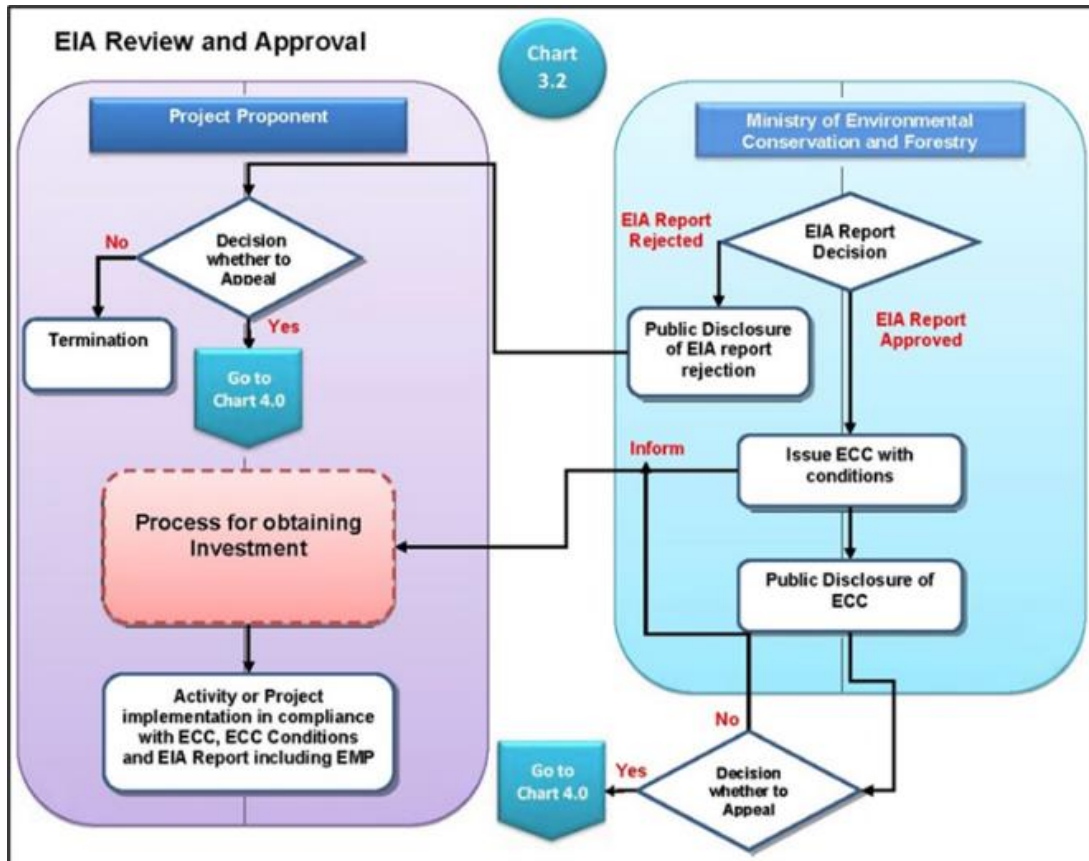 EIA Review and Approval
Chart
3.2
Project Proponent
Ministry of Environmental
Conservation and Forestry
EIA Report
Rejected
EIA Report
Decision
No
Decision
whether to
Appeal
Yes
Termination
Go to
Chart 4.0
Public Disclosure
of EIA report
rejection
EIA Report
Approved
Inform
Issue ECC with
conditions
Process for obtaining
Investment
Public Disclosure of
ECC
Activity or Project
implementation in compliance
with ECC, ECC Conditions
and EIA Report including EMP
No
Decision
whether to
Appeal
Yes
Go to
Chart 4.0